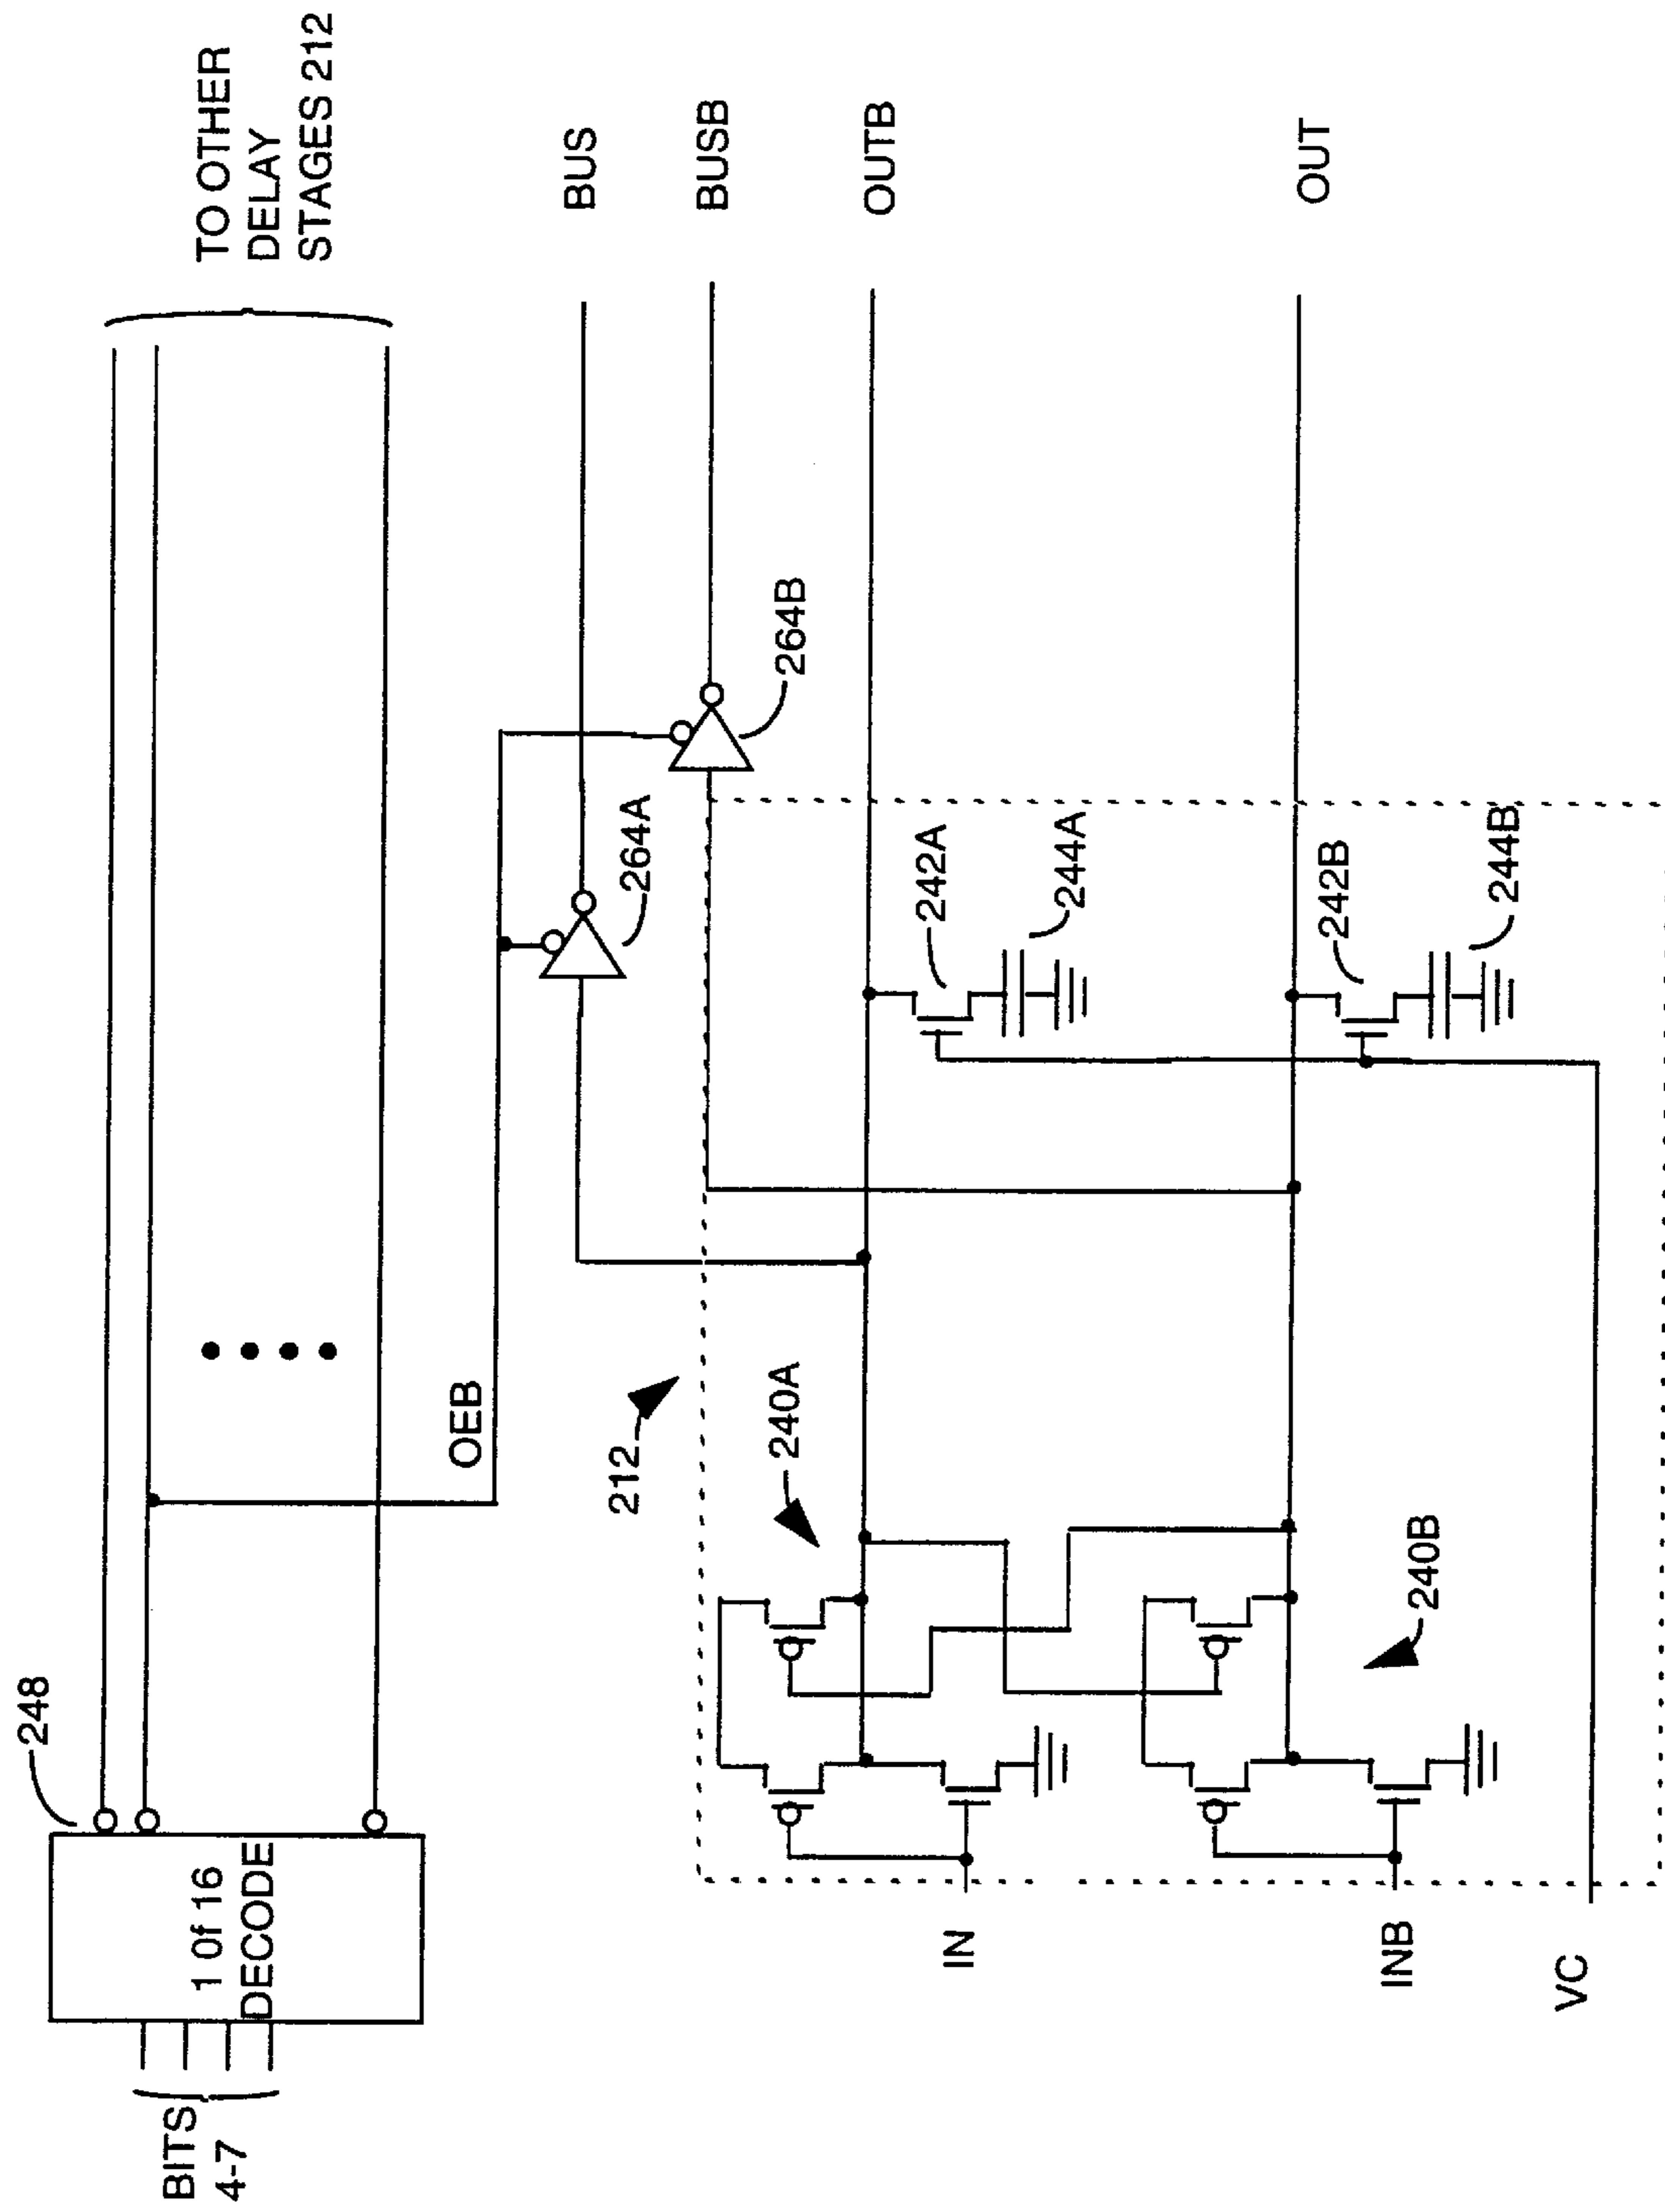 TO OTHER
DELAY
STAGES 212
248
1 Of 16
DECODE
BITS
4-7
OEB
BUS
BUSB
264A
264B
212
240A
OUTB
242A
244A
IN
240B
OUT
242B
244B
INB
VC